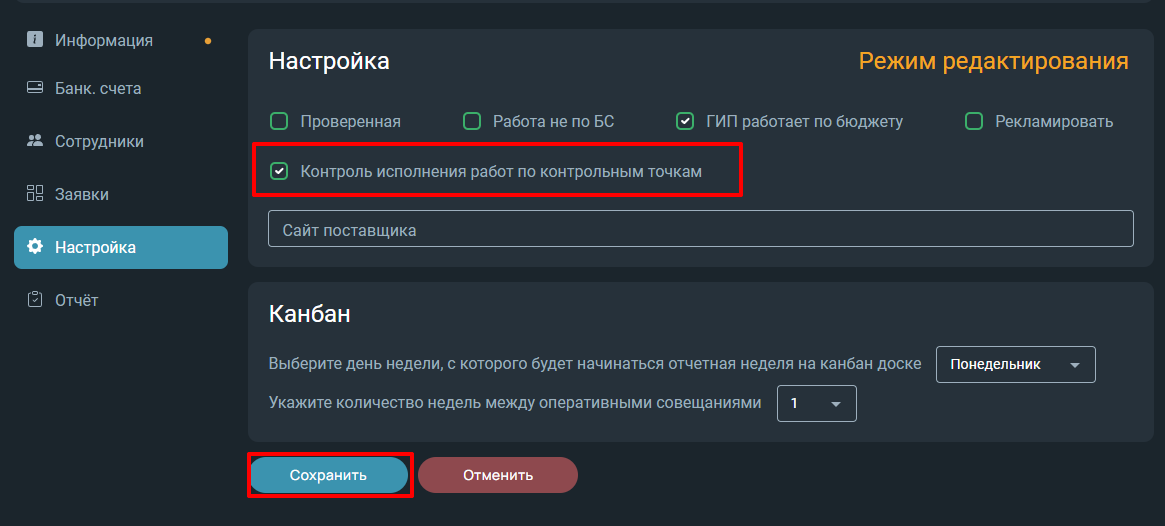 Информация
Банк. счета
Сотрудники
Заявки
Настройка
Отчёт
Настройка
Режим редактирования
Проверенная
Работа не по БС
ГИП работает по бюджету
Рекламировать
Контроль исполнения работ по контрольным точкам
Сайт поставщика
Канбан
Выберите день недели, с которого будет начинаться отчетная неделя на канбан доске
Понедельник
Укажите количество недель между оперативными совещаниями
1
Сохранить
Отменить